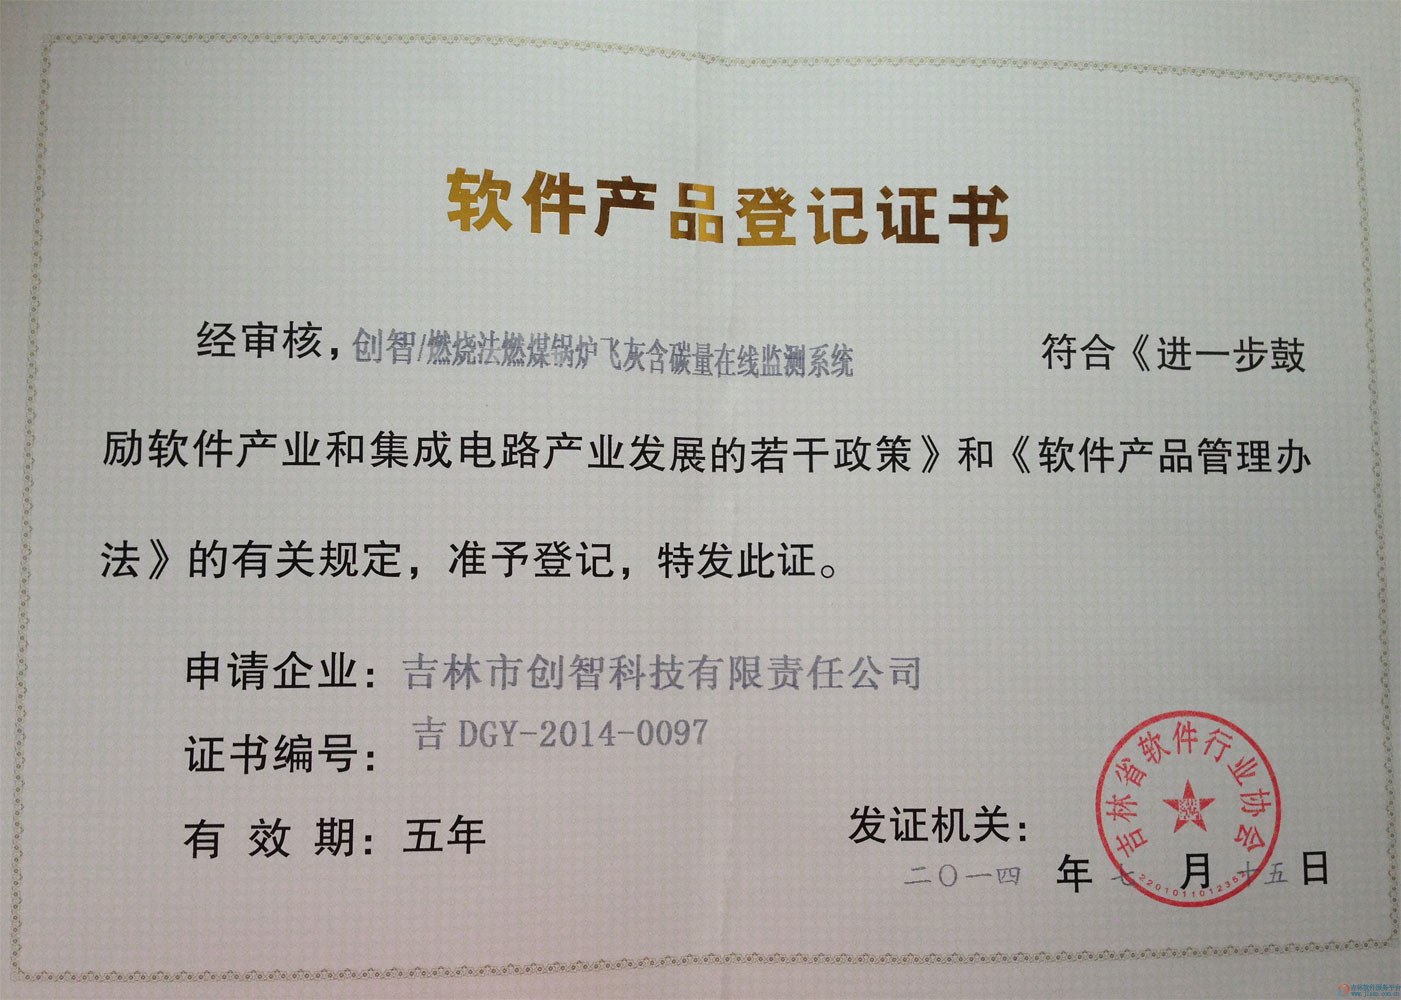 软件产品登记证书
经审核，创智/燃烧法燃煤锅炉飞灰含碳量在线监测系统 符合《进一步鼓
励软件产业和集成电路产业发展的若干政策》和《软件产品管理办
法》的有关规定，准予登记，特发此证。
申请企业：吉林市创智科技有限责任公司
证书编号：吉 DGY-2014-0097
有 效 期：五年
发证机关：
吉林省软件行业协会
二〇一四 年 七 月 十五 日